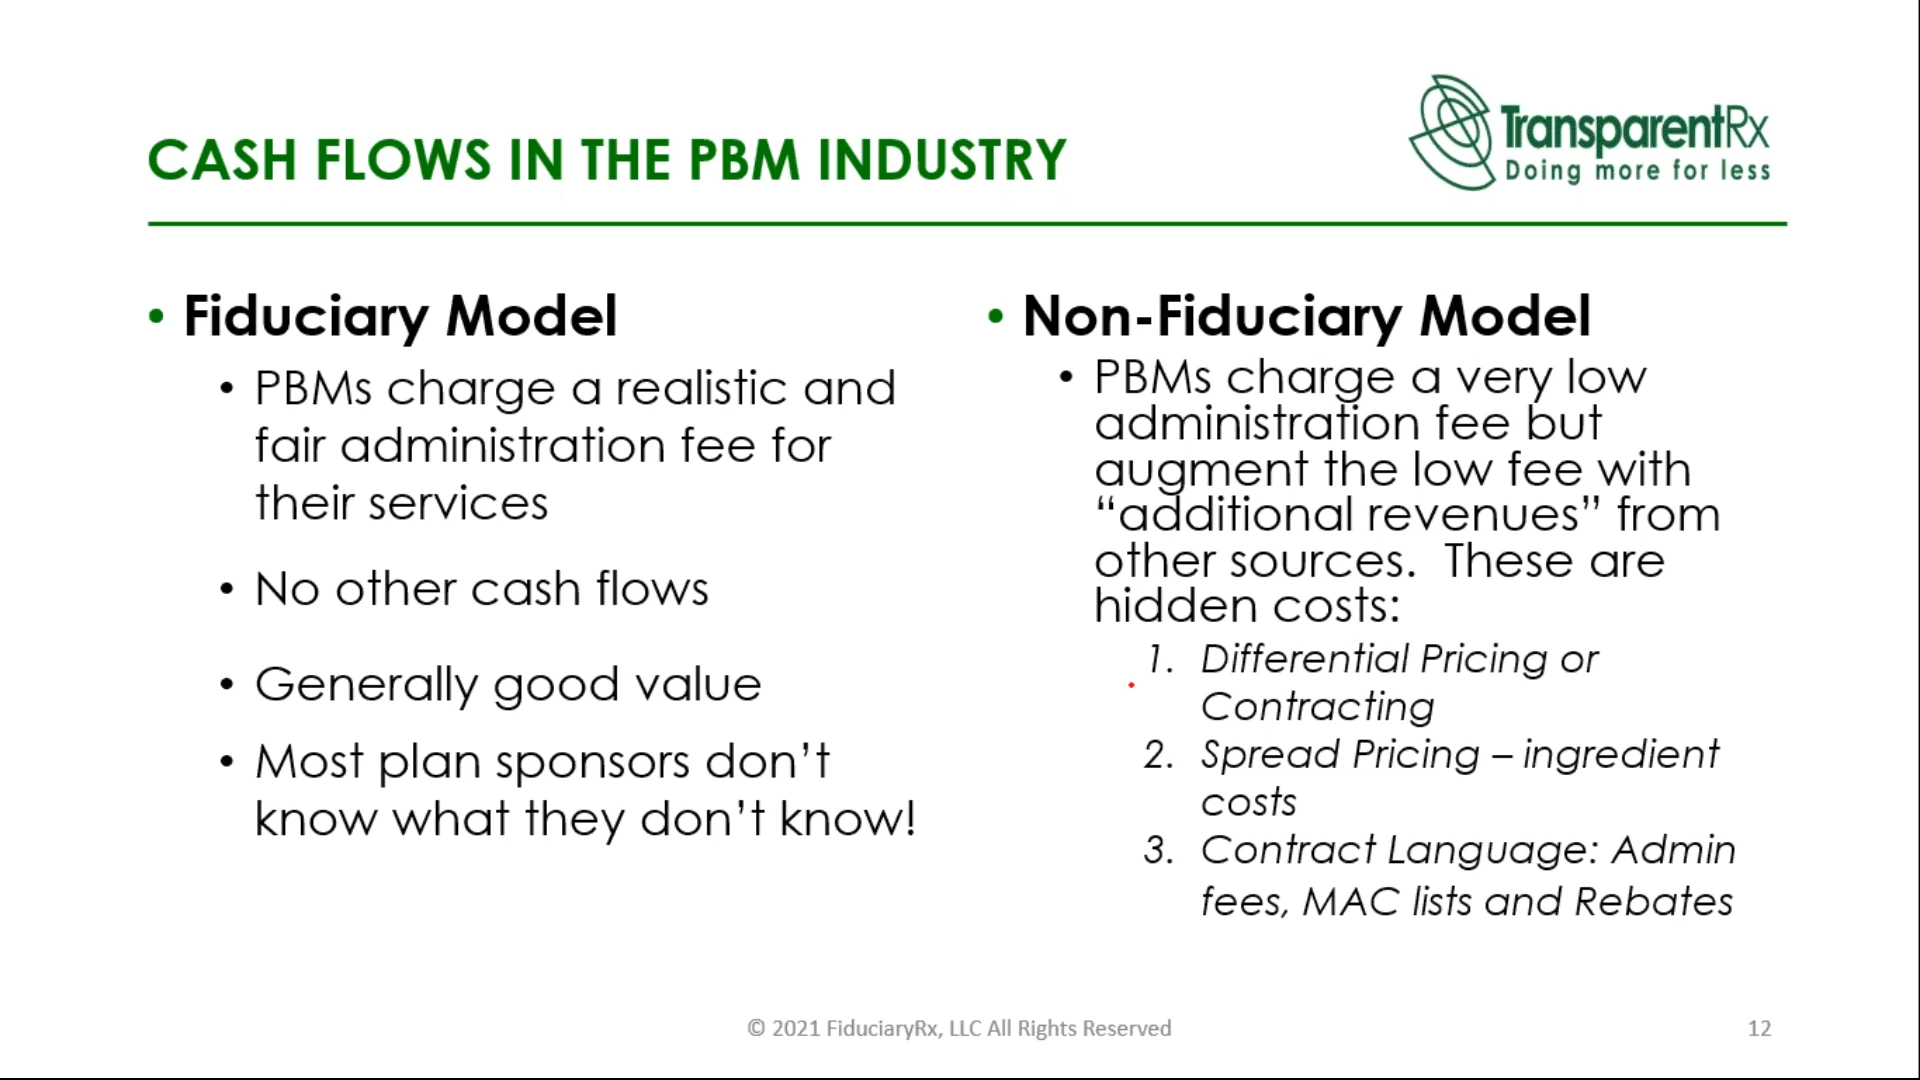 CASH FLOWS IN THE PBM INDUSTRY
TransparentRx
Doing more for less
• Fiduciary Model
• PBMs charge a realistic and
fair administration fee for
their services
• No other cash flows
• Generally good value
• Most plan sponsors don’t
know what they don’t know!
• Non-Fiduciary Model
• PBMs charge a very low
administration fee but
augment the low fee with
“additional revenues” from
other sources.  These are
hidden costs:
1. Differential Pricing or
Contracting
2. Spread Pricing – ingredient
costs
3. Contract Language: Admin
fees, MAC lists and Rebates
© 2021 FiduciaryRx, LLC All Rights Reserved
12